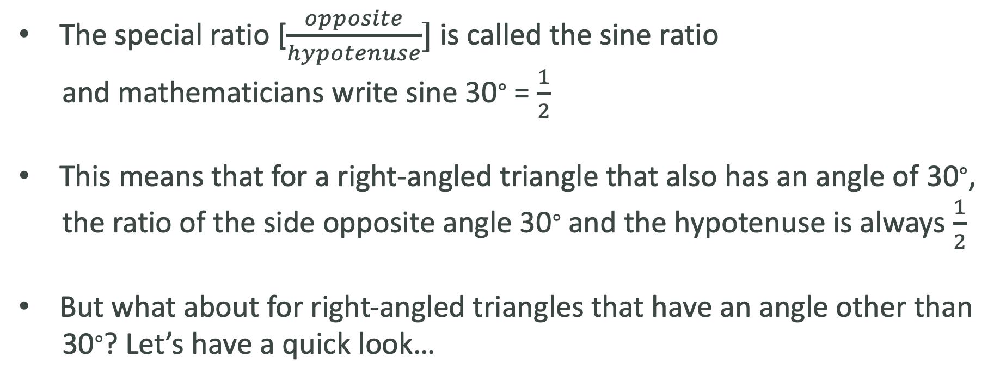 • The special ratio [opposite/hypotenuse] is called the sine ratio
and mathematicians write sine 30° = 1/2
• This means that for a right-angled triangle that also has an angle of 30°,
the ratio of the side opposite angle 30° and the hypotenuse is always 1/2
• But what about for right-angled triangles that have an angle other than
30°? Let's have a quick look...